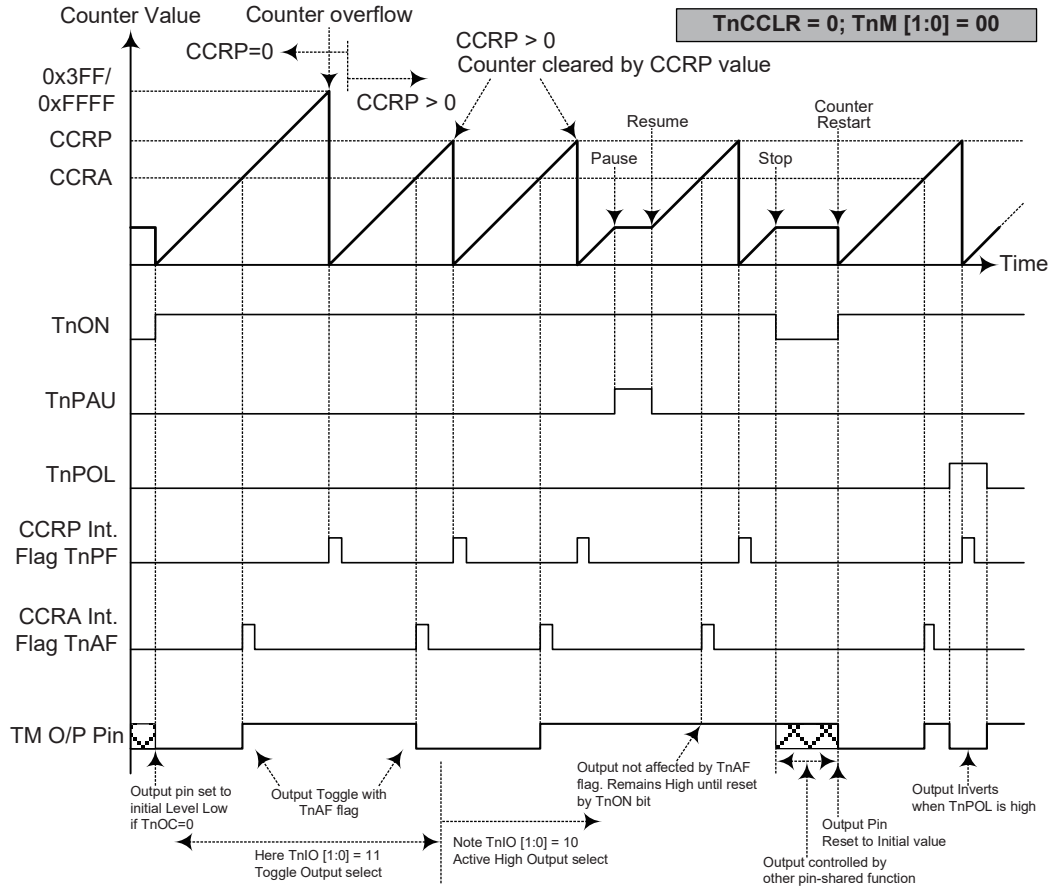 Counter Value
Counter overflow
TnCCLR = 0; TnM [1:0] = 00
CCRP=0
CCRP > 0
CCRP > 0
Counter cleared by CCRP value
0x3FF/
0xFFFF
CCRP
CCRA
Pause
Resume
Stop
Counter
Restart
Time
TnON
TnPAU
TnPOL
CCRP Int.
Flag TnPF
CCRA Int.
Flag TnAF
TM O/P Pin
Output pin set to
initial Level Low
if TnOC=0
Output Toggle with
TnAF flag
Output not affected by TnAF
flag. Remains High until reset
by TnON bit
Output Inverts
when TnPOL is high
Here TnIO [1:0] = 11
Toggle Output select
Note TnIO [1:0] = 10
Active High Output select
Output Pin
Reset to Initial value
Output controlled by
other pin-shared function